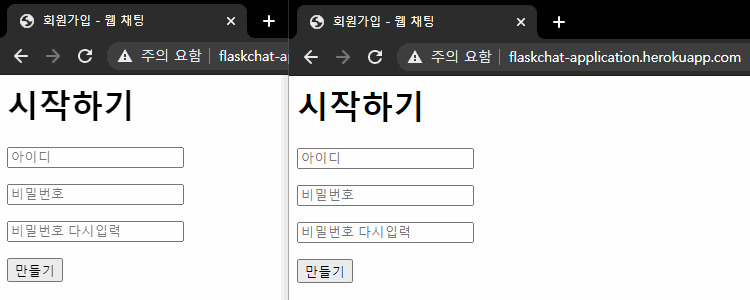 회원가입 - 웹 채팅
주의 요함 flaskchat-a
시작하기
아이디
비밀번호
비밀번호 다시입력
만들기
회원가입 - 웹 채팅
주의 요함 flaskchat-application.herokuapp.com
시작하기
아이디
비밀번호
비밀번호 다시입력
만들기